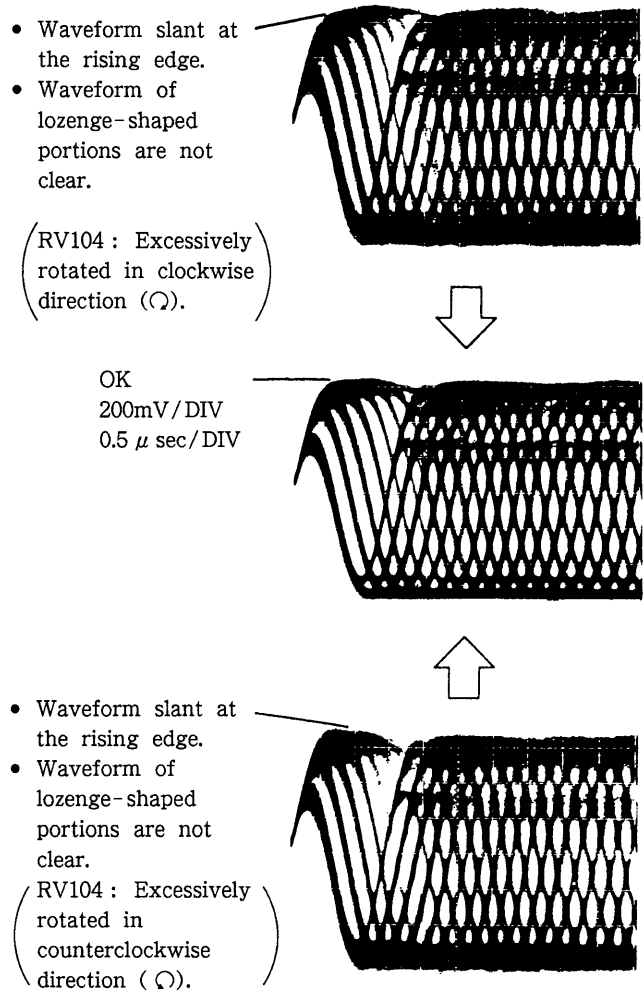 • Waveform slant at
the rising edge.
• Waveform of
lozenge-shaped
portions are not
clear.
(RV104 : Excessively
rotated in clockwise
direction (↻).)
OK
200mV/DIV
0.5 μ sec/DIV
• Waveform slant at
the rising edge.
• Waveform of
lozenge-shaped
portions are not
clear.
(RV104 : Excessively
rotated in
counterclockwise
direction (↻).)